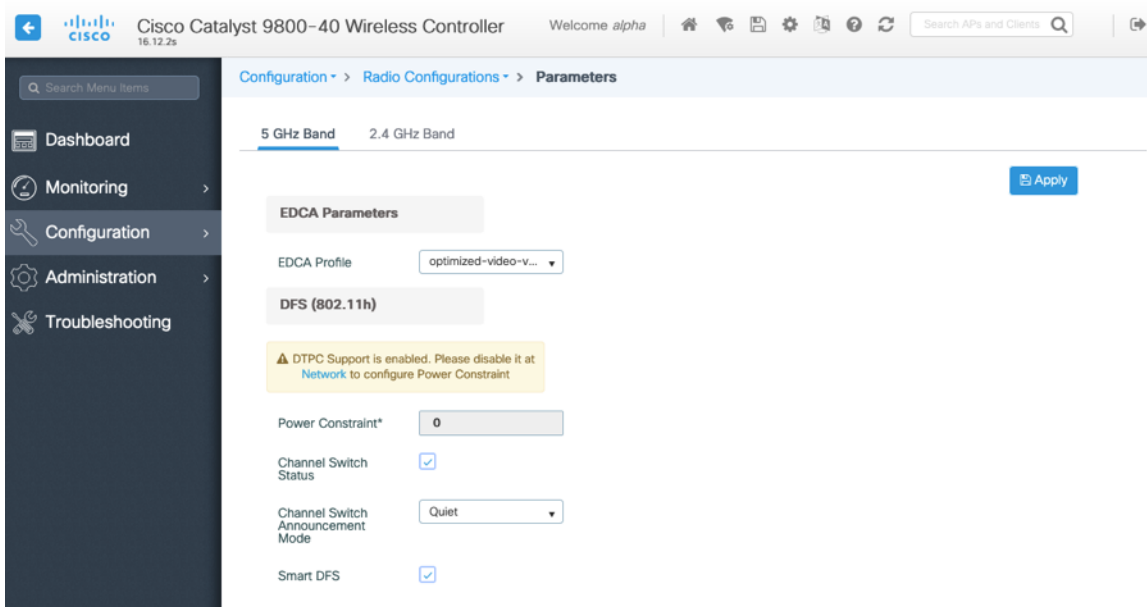 CISCO
Cisco Catalyst 9800-40 Wireless Controller
16.12.2s
Welcome alpha
Search APs and Clients
Search Menu Items
Dashboard
Monitoring
Configuration
Administration
Troubleshooting
Configuration > Radio Configurations > Parameters
5 GHz Band 2.4 GHz Band
Apply
EDCA Parameters
EDCA Profile optimized-video-v...
DFS (802.11h)
DTPC Support is enabled. Please disable it at
Network to configure Power Constraint
Power Constraint* 0
Channel Switch
Status
Channel Switch
Announcement
Mode
Quiet
Smart DFS